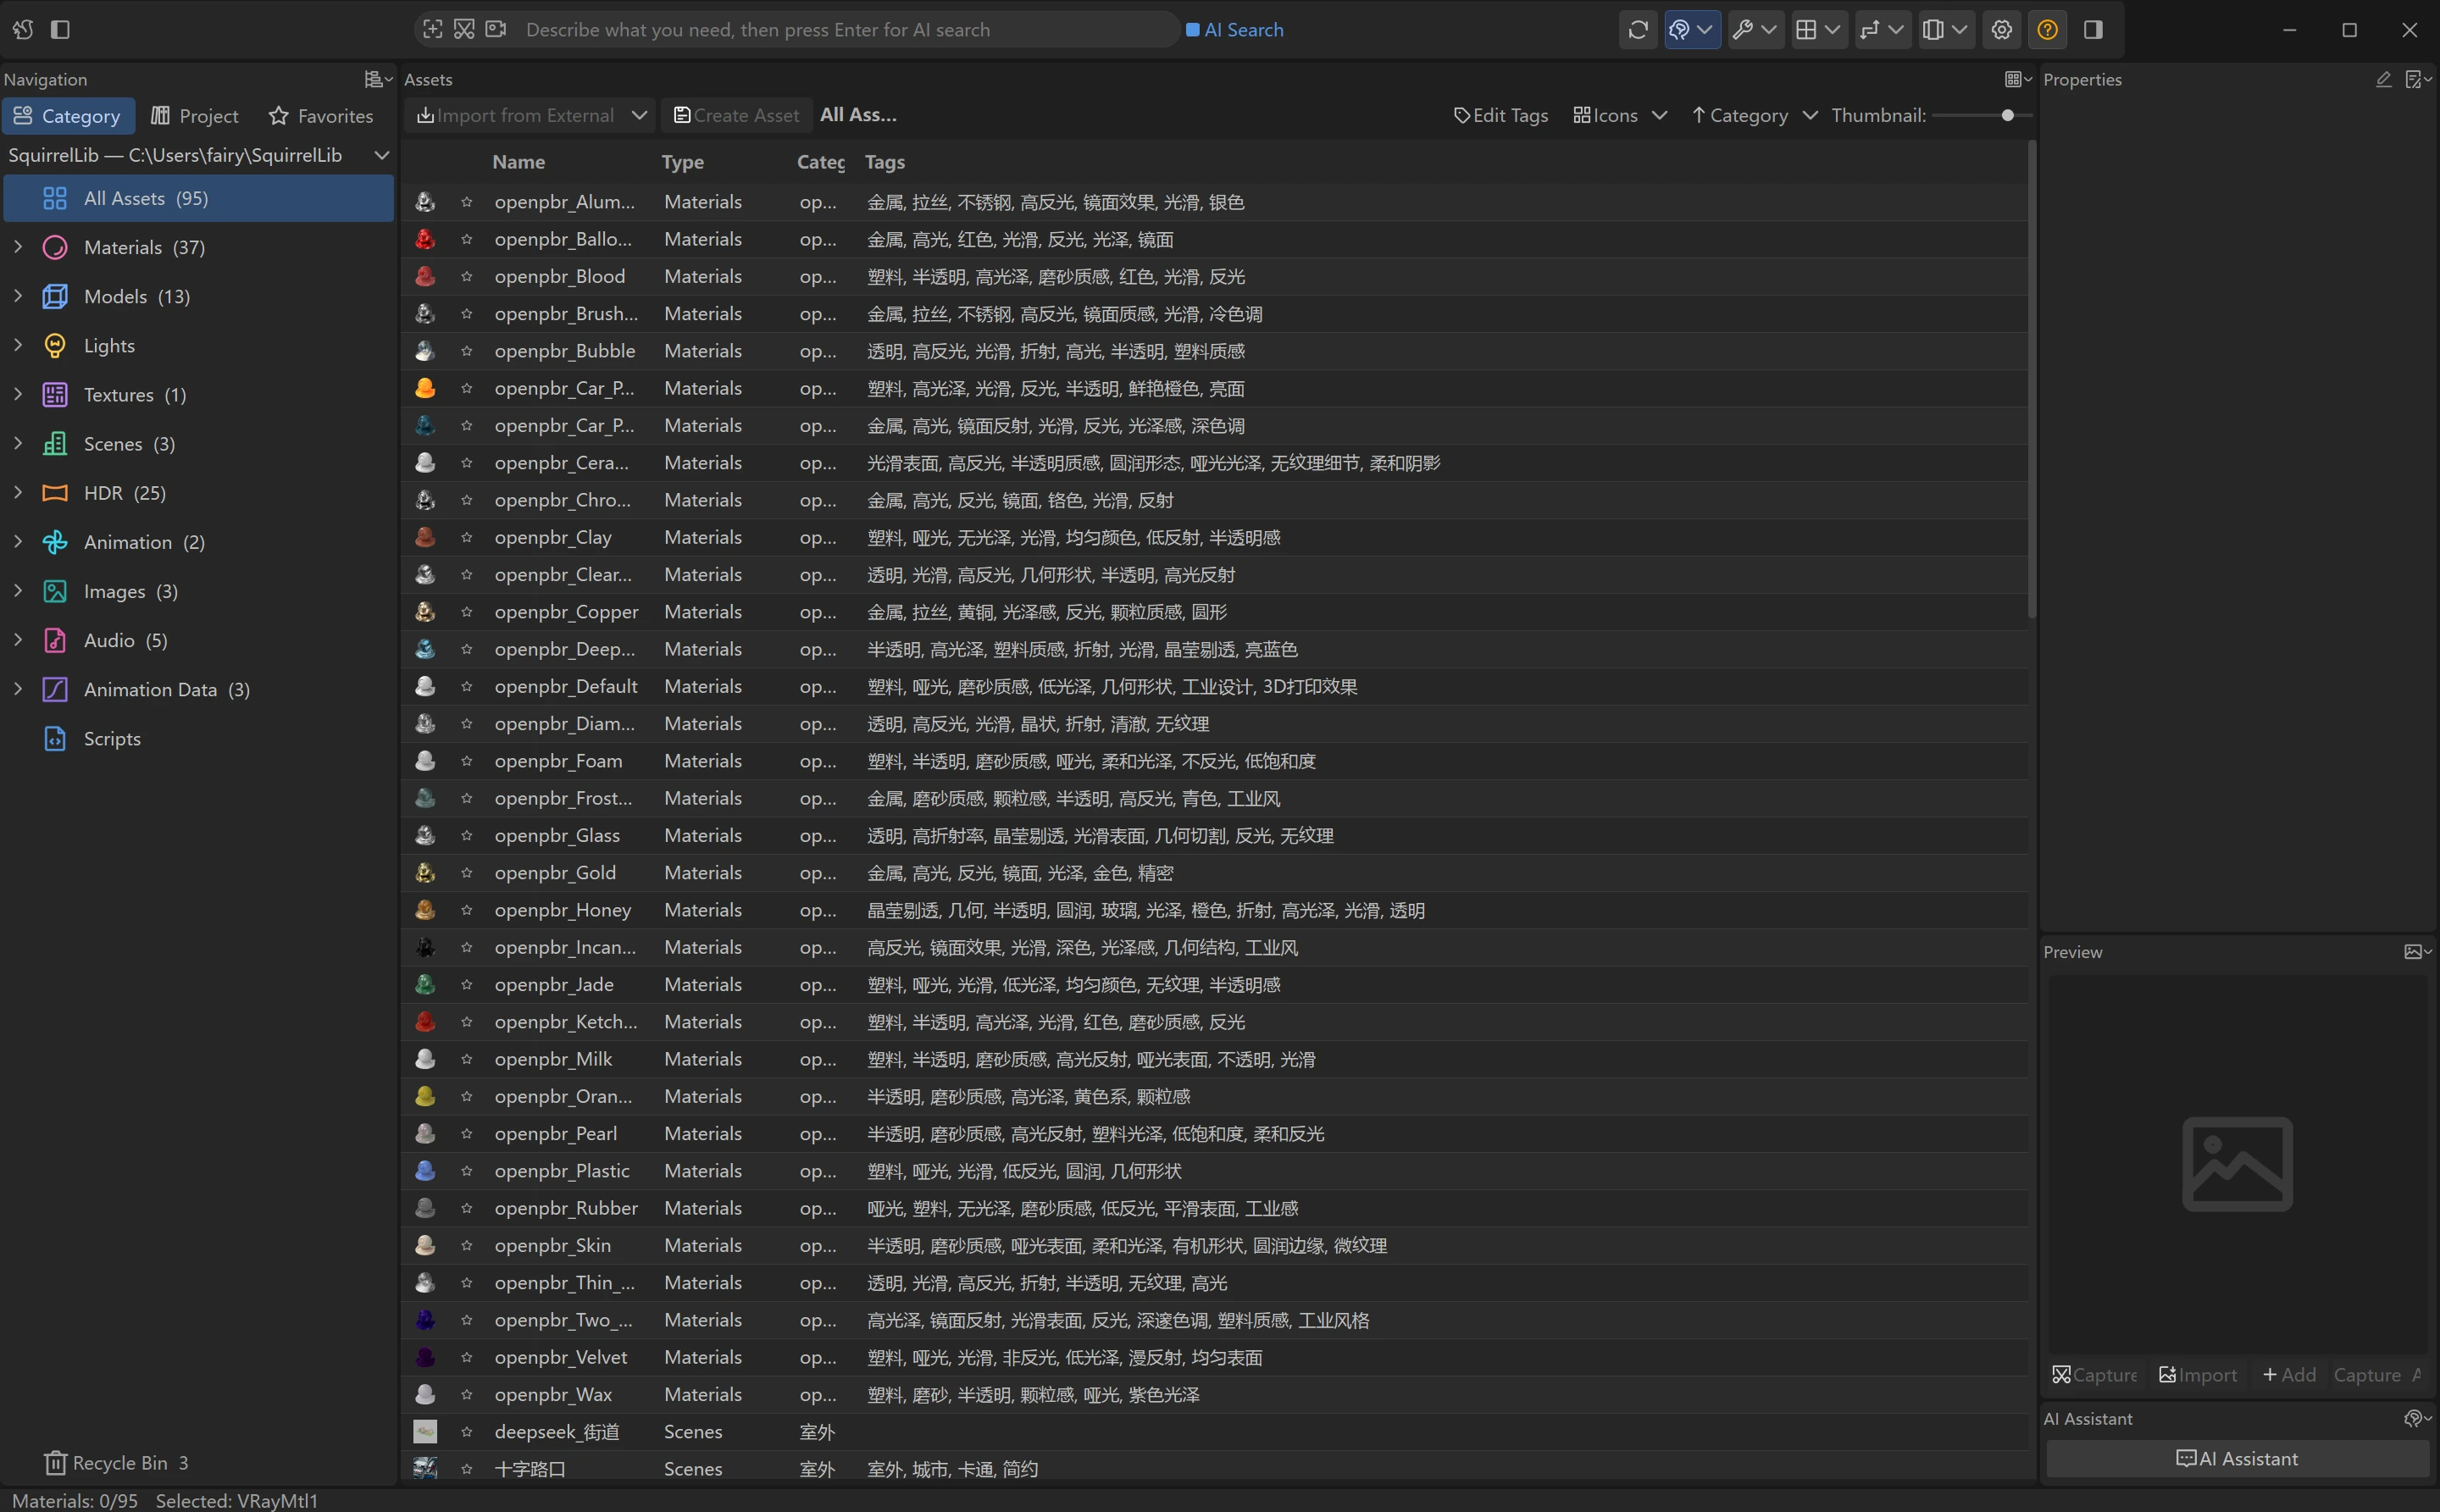 Describe what you need, then press Enter for AI search
AI Search
Navigation
Category Project Favorites
SquirrelLib — C:\Users\fairy\SquirrelLib
All Assets (95)
Materials (37)
Models (13)
Lights
Textures (1)
Scenes (3)
HDR (25)
Animation (2)
Images (3)
Audio (5)
Animation Data (3)
Scripts
Recycle Bin 3
Assets
Import from External Create Asset All Ass... Edit Tags Icons Category Thumbnail:
Name Type Categ Tags
openpbr_Alum... Materials op... 金属, 拉丝, 不锈钢, 高反光, 镜面效果, 光滑, 银色
openpbr_Ballo... Materials op... 金属, 高光, 红色, 光滑, 反光, 光泽, 镜面
openpbr_Blood Materials op... 塑料, 半透明, 高光泽, 磨砂质感, 红色, 光滑, 反光
openpbr_Brush... Materials op... 金属, 拉丝, 不锈钢, 高反光, 镜面质感, 光滑, 冷色调
openpbr_Bubble Materials op... 透明, 高反光, 光滑, 折射, 高光, 半透明, 塑料质感
openpbr_Car_P... Materials op... 塑料, 高光泽, 光滑, 反光, 半透明, 鲜艳橙色, 亮面
openpbr_Car_P... Materials op... 金属, 高光, 镜面反射, 光滑, 反光, 光泽感, 深色调
openpbr_Cera... Materials op... 光滑表面, 高反光, 半透明质感, 圆润形态, 哑光光泽, 无纹理细节, 柔和阴影
openpbr_Chro... Materials op... 金属, 高光, 反光, 镜面, 铬色, 光滑, 反射
openpbr_Clay Materials op... 塑料, 哑光, 无光泽, 光滑, 均匀颜色, 低反射, 半透明感
openpbr_Clear... Materials op... 透明, 光滑, 高反光, 几何形状, 半透明, 高光反射
openpbr_Copper Materials op... 金属, 拉丝, 黄铜, 光泽感, 反光, 颗粒质感, 圆形
openpbr_Deep... Materials op... 半透明, 高光泽, 塑料质感, 折射, 光滑, 晶莹剔透, 亮蓝色
openpbr_Default Materials op... 塑料, 哑光, 磨砂质感, 低光泽, 几何形状, 工业设计, 3D打印效果
openpbr_Diam... Materials op... 透明, 高反光, 光滑, 晶状, 折射, 清澈, 无纹理
openpbr_Foam Materials op... 塑料, 半透明, 磨砂质感, 哑光, 柔和光泽, 不反光, 低饱和度
openpbr_Frost... Materials op... 金属, 磨砂质感, 颗粒感, 半透明, 高反光, 青色, 工业风
openpbr_Glass Materials op... 透明, 高折射率, 晶莹剔透, 光滑表面, 几何切割, 反光, 无纹理
openpbr_Gold Materials op... 金属, 高光, 反光, 镜面, 光泽, 金色, 精密
openpbr_Honey Materials op... 晶莹剔透, 几何, 半透明, 圆润, 玻璃, 光泽, 橙色, 折射, 高光泽, 光滑, 透明
openpbr_Incan... Materials op... 高反光, 镜面效果, 光滑, 深色, 光泽感, 几何结构, 工业风
openpbr_Jade Materials op... 塑料, 哑光, 光滑, 低光泽, 均匀颜色, 无纹理, 半透明感
openpbr_Ketch... Materials op... 塑料, 半透明, 高光泽, 光滑, 红色, 磨砂质感, 反光
openpbr_Milk Materials op... 塑料, 半透明, 磨砂质感, 高光反射, 哑光表面, 不透明, 光滑
openpbr_Oran... Materials op... 半透明, 磨砂质感, 高光泽, 黄色系, 颗粒感
openpbr_Pearl Materials op... 半透明, 磨砂质感, 高光反射, 塑料光泽, 低饱和度, 柔和反光
openpbr_Plastic Materials op... 塑料, 哑光, 光滑, 低反光, 圆润, 几何形状
openpbr_Rubber Materials op... 哑光, 塑料, 无光泽, 磨砂质感, 低反光, 平滑表面, 工业感
openpbr_Skin Materials op... 半透明, 磨砂质感, 哑光表面, 柔和光泽, 有机形状, 圆润边缘, 微纹理
openpbr_Thin_... Materials op... 透明, 光滑, 高反光, 折射, 半透明, 无纹理, 高光
openpbr_Two_... Materials op... 高光泽, 镜面反射, 光滑表面, 反光, 深邃色调, 塑料质感, 工业风格
openpbr_Velvet Materials op... 塑料, 哑光, 光滑, 非反光, 低光泽, 漫反射, 均匀表面
openpbr_Wax Materials op... 塑料, 磨砂, 半透明, 颗粒感, 哑光, 紫色光泽
deepseek_街道 Scenes 室外
十字路口 Scenes 室外 室外, 城市, 卡通, 简约
Properties
Preview
Capture Import Add Capture A
AI Assistant
AI Assistant
Materials: 0/95 Selected: VRayMtl1